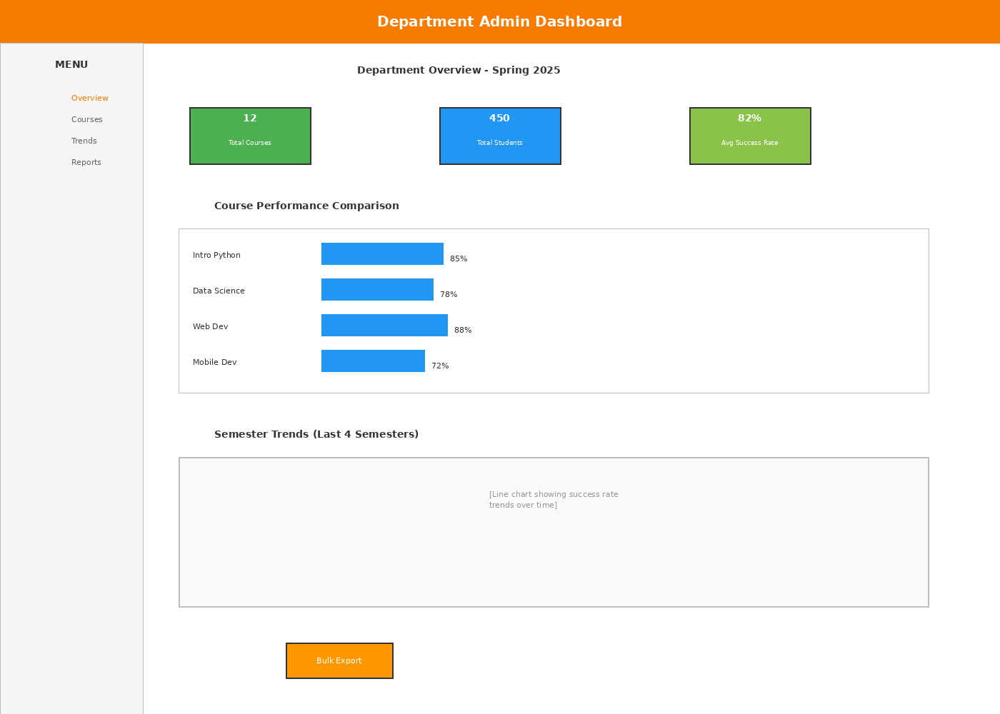 Department Admin Dashboard
MENU
Overview
Courses
Trends
Reports
Department Overview - Spring 2025
12
Total Courses
450
Total Students
82%
Avg Success Rate
Course Performance Comparison
Intro Python
85%
Data Science
78%
Web Dev
88%
Mobile Dev
72%
Semester Trends (Last 4 Semesters)
[Line chart showing success rate
trends over time]
Bulk Export